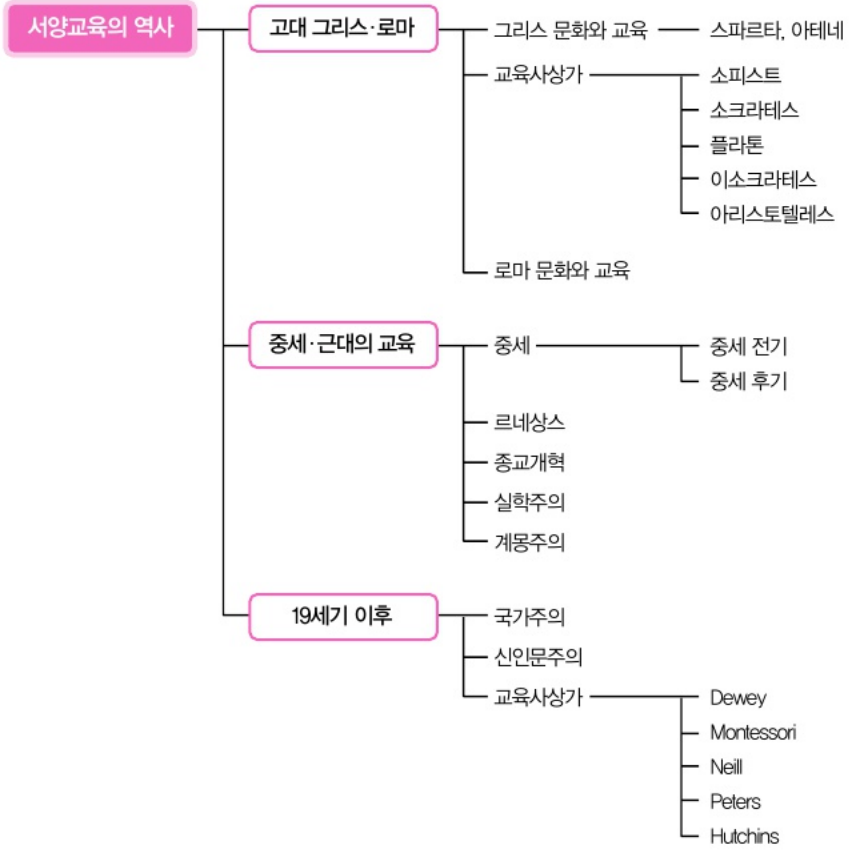 서양교육의 역사
고대 그리스·로마
그리스 문화와 교육
스파르타, 아테네
교육사상가
소피스트
소크라테스
플라톤
이소크라테스
아리스토텔레스
로마 문화와 교육
중세·근대의 교육
중세
중세 전기
중세 후기
르네상스
종교개혁
실학주의
계몽주의
19세기 이후
국가주의
신인문주의
교육사상가
Dewey
Montessori
Neill
Peters
Hutchins